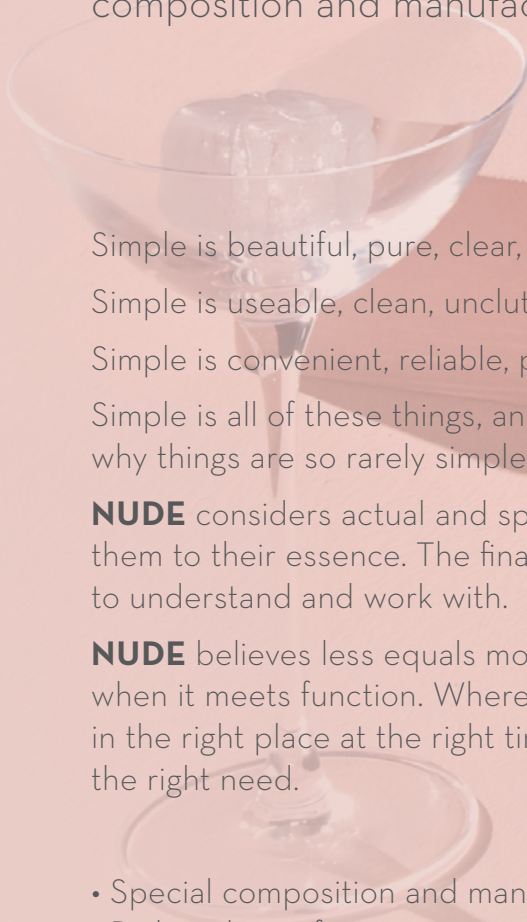 composition and manufac
Simple is beautiful, pure, clear,
Simple is useable, clean, unclut
Simple is convenient, reliable, p
Simple is all of these things, an
why things are so rarely simple
NUDE considers actual and sp
them to their essence. The fina
to understand and work with.
NUDE believes less equals mo
when it meets function. Where
in the right place at the right tin
the right need.
• Special composition and man